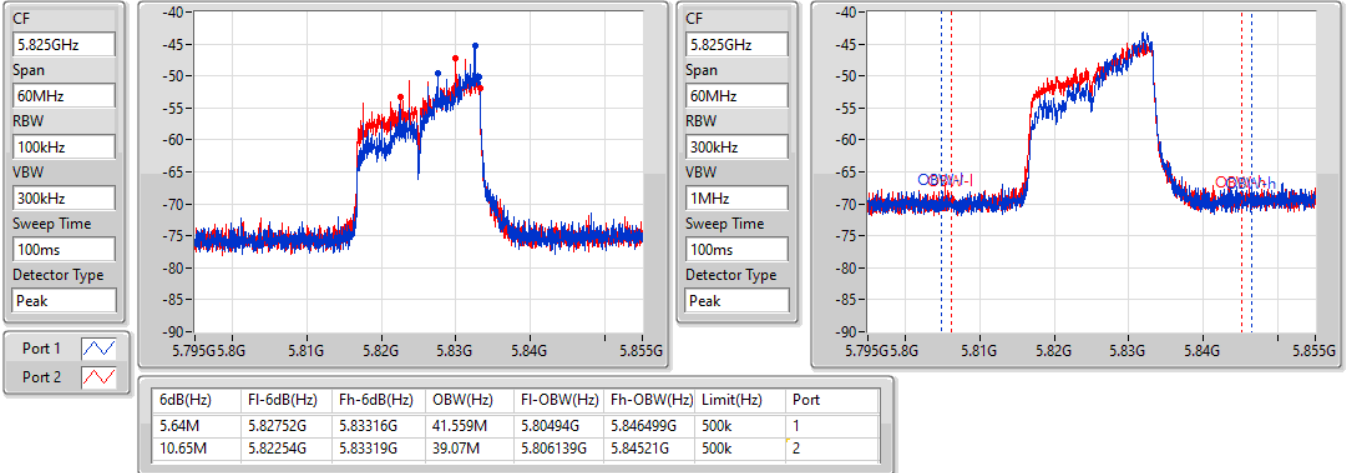 CF
5.825GHz
Span
60MHz
RBW
100kHz
VBW
300kHz
Sweep Time
100ms
Detector Type
Peak
Port 1
Port 2
-40
-45
-50
-55
-60
-65
-70
-75
-80
-85
-90
5.795G 5.8G 5.81G 5.82G 5.83G 5.84G 5.855G
CF
5.825GHz
Span
60MHz
RBW
300kHz
VBW
1MHz
Sweep Time
100ms
Detector Type
Peak
-40
-45
-50
-55
-60
-65
-70
-75
-80
-85
-90
5.795G 5.8G 5.81G 5.82G 5.83G 5.84G 5.855G
6dB(Hz) Fl-6dB(Hz) Fh-6dB(Hz) OBW(Hz) Fl-OBW(Hz) Fh-OBW(Hz) Limit(Hz) Port
5.64M 5.82752G 5.83316G 41.559M 5.80494G 5.846499G 500k 1
10.65M 5.82254G 5.83319G 39.07M 5.806139G 5.84521G 500k 2